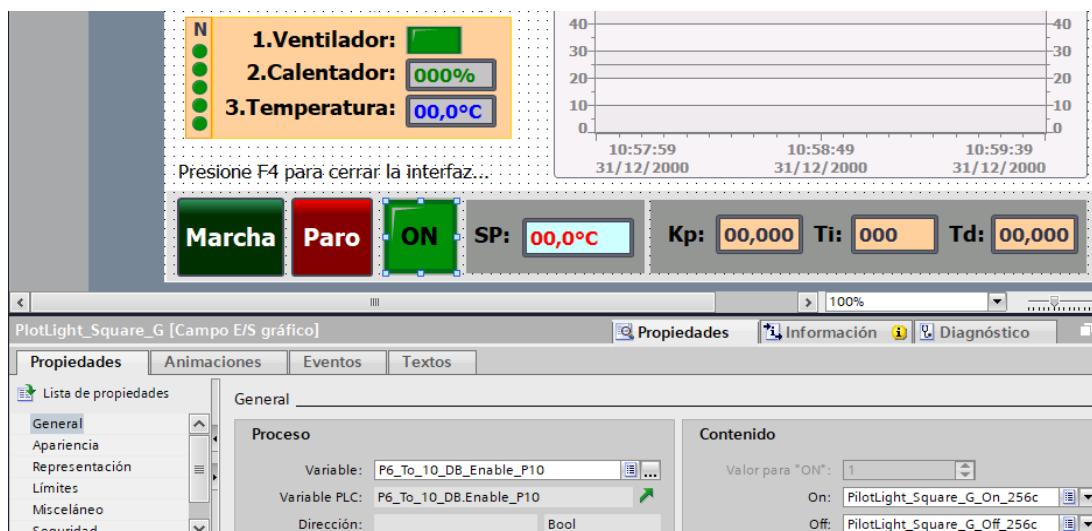 N
1.Ventilador:
2.Calentador: 000%
3.Temperatura: 00,0°C
Presione F4 para cerrar la interfaz...
40 40
30 30
20 20
10 10
0 0
10:57:59 10:58:49 10:59:39
31/12/2000 31/12/2000 31/12/2000
Marcha Paro ON SP: 00,0°C Kp: 00,000 Ti: 000 Td: 00,000
100%
PlotLight_Square_G [Campo E/S gráfico] Propiedades Información Diagnóstico
Propiedades Animaciones Eventos Textos
Lista de propiedades General
General
Apariencia
Representación
Límites
Misceláneo
Seguridad
Proceso
Variable: P6_To_10_DB_Enable_P10 ...
Variable PLC: P6_To_10_DB.Enable_P10
Dirección: Bool
Contenido
Valor para "ON": 1
On: PilotLight_Square_G_On_256c
Off: PilotLight_Square_G_Off_256c